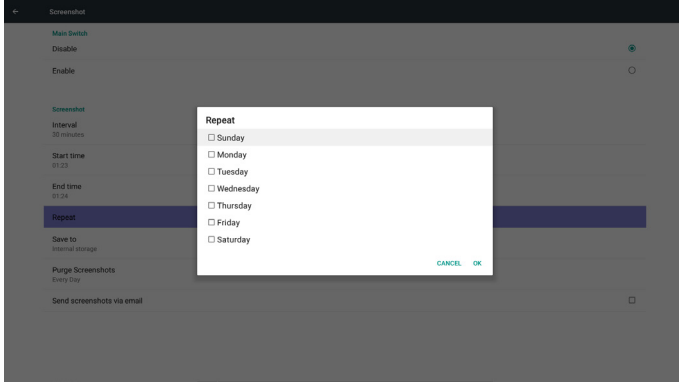 Screenshot
Main Switch
Disable
Enable
Screenshot
Interval
30 minutes
Start time
01:23
End time
01:24
Repeat
Save to
Internal storage
Purge Screenshots
Every Day
Send screenshots via email
Repeat
Sunday
Monday
Tuesday
Wednesday
Thursday
Friday
Saturday
CANCEL OK